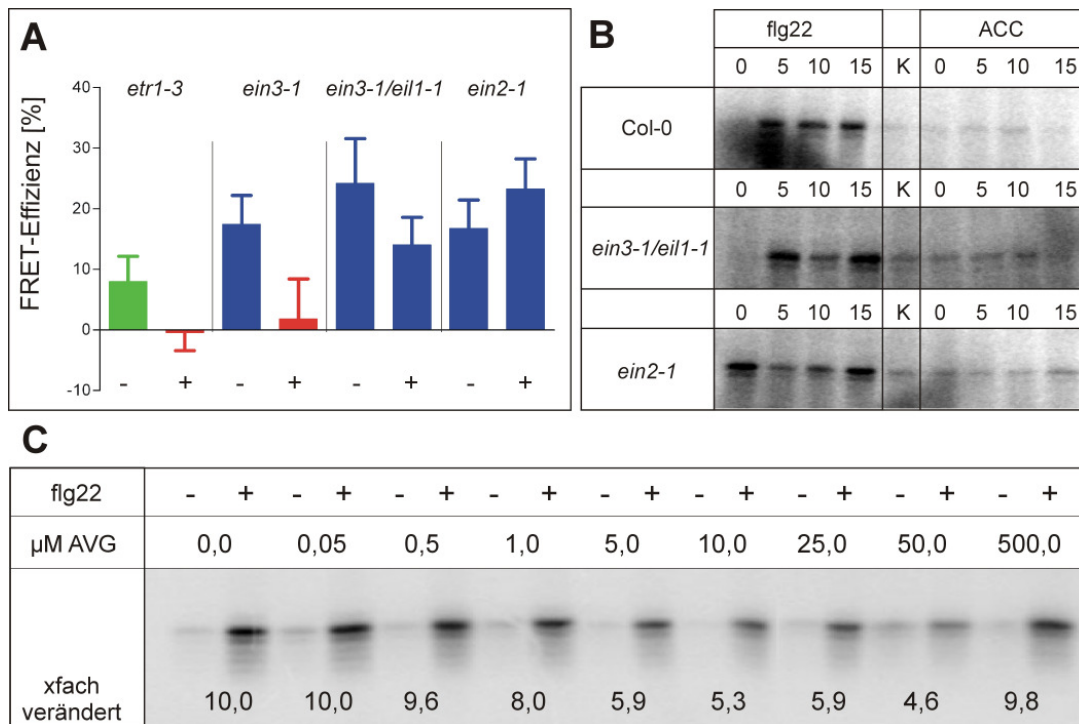 A
etr1-3 ein3-1 ein3-1/eil1-1 ein2-1
FRET-Effizienz [%]
40
30
20
10
0
-10
- + - + - + - +
B
flg22 ACC
0 5 10 15 K 0 5 10 15
Col-0
0 5 10 15 K 0 5 10 15
ein3-1/eil1-1
0 5 10 15 K 0 5 10 15
ein2-1
C
flg22 - + - + - + - + - + - + - + - + - +
µM AVG 0,0 0,05 0,5 1,0 5,0 10,0 25,0 50,0 500,0
xfach
verändert 10,0 10,0 9,6 8,0 5,9 5,3 5,9 4,6 9,8